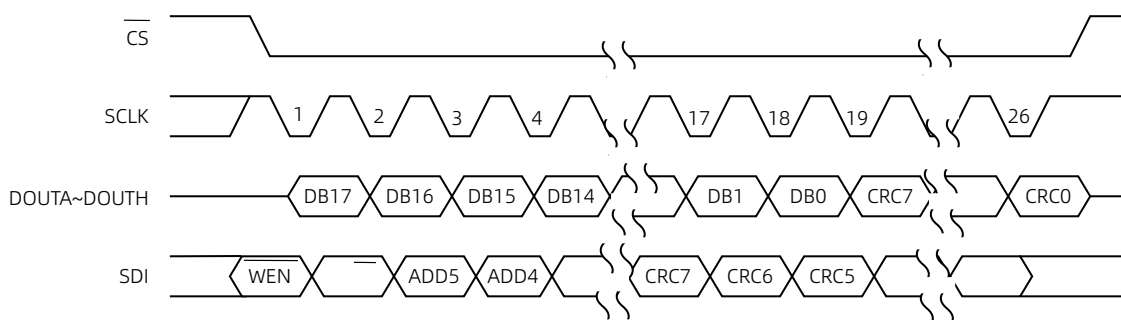 CS
SCLK 1 2 3 4 17 18 19 26
DOUTA~DOUTH DB17 DB16 DB15 DB14 DB1 DB0 CRC7 CRC0
SDI WEN ADD5 ADD4 CRC7 CRC6 CRC5